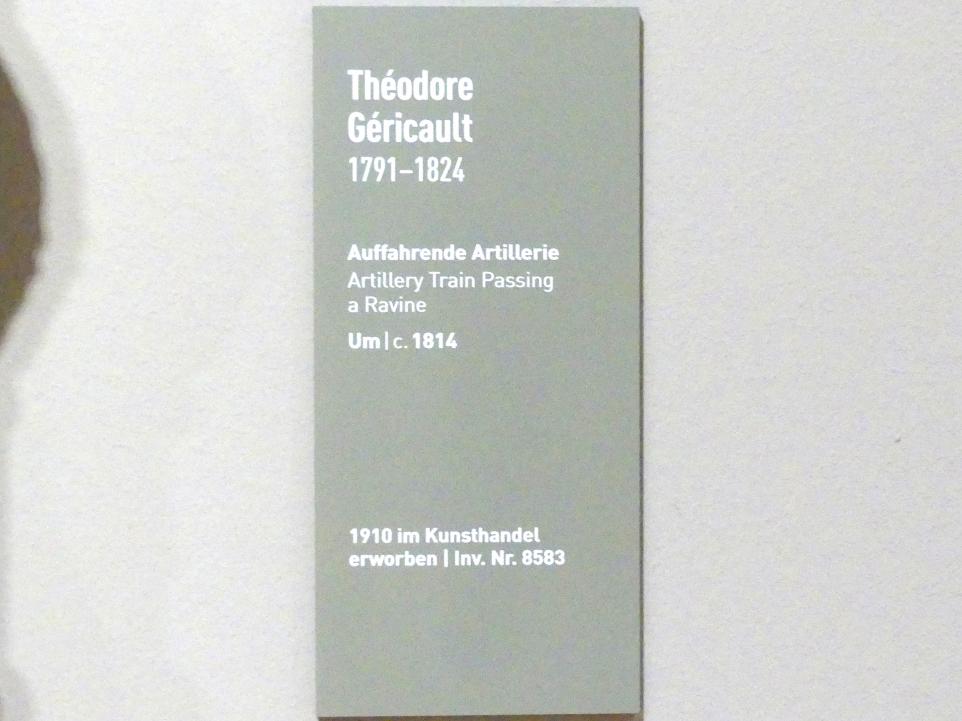 Théodore
Géricault
1791–1824
Auffahrende Artillerie
Artillery Train Passing
a Ravine
Um | c. 1814
1910 im Kunsthandel
erworben | Inv. Nr. 8583